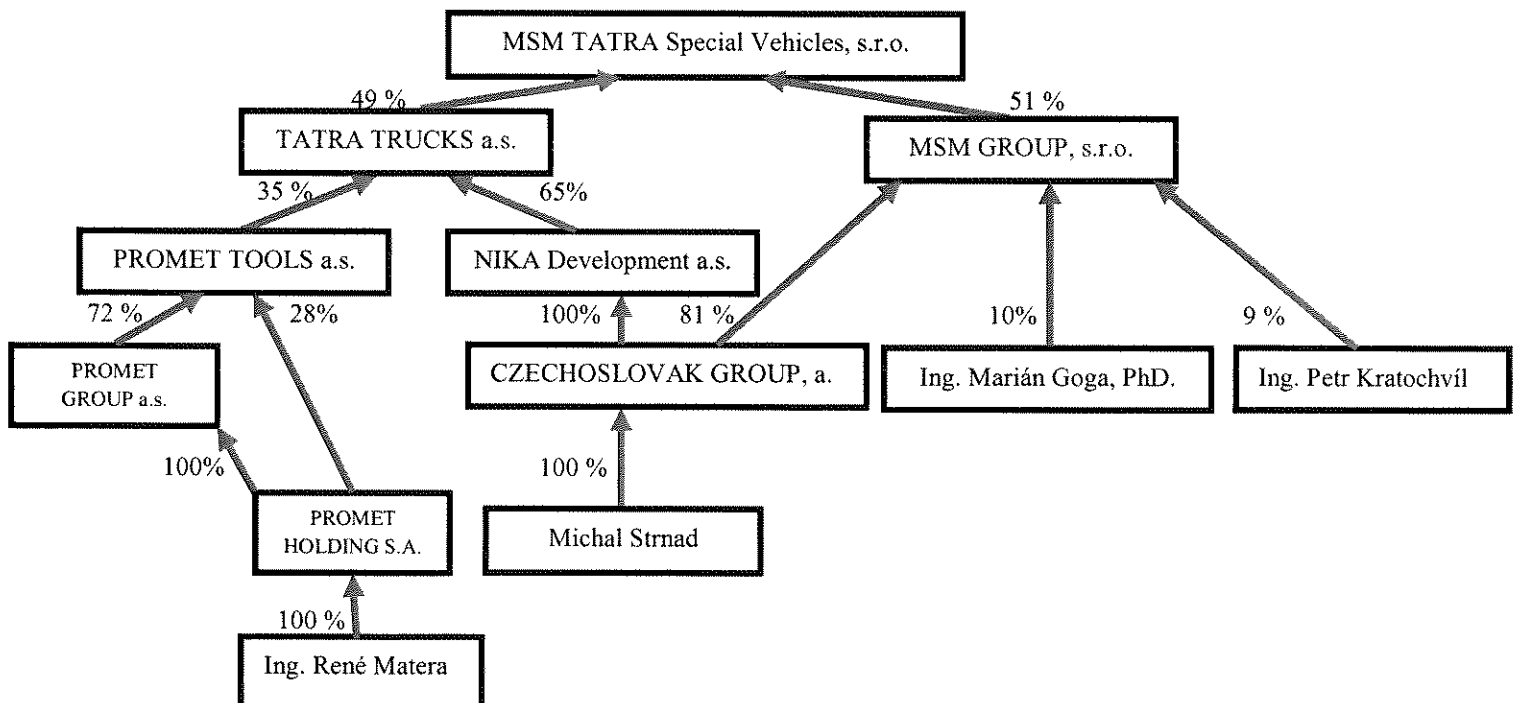 MSM TATRA Special Vehicles, s.r.o.
49 %
51 %
TATRA TRUCKS a.s.
MSM GROUP, s.r.o.
35 %
65%
PROMET TOOLS a.s.
NIKA Development a.s.
72 %
28%
100%
81 %
10%
9 %
PROMET
GROUP a.s.
CZECHOSLOVAK GROUP, a.
Ing. Marián Goga, PhD.
Ing. Petr Kratochvíl
100%
100 %
PROMET
HOLDING S.A.
Michal Strnad
100 %
Ing. René Matera